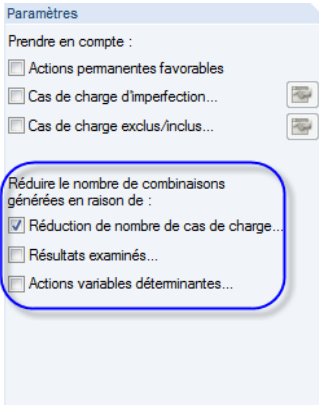 Paramètres
Prendre en compte :
Actions permanentes favorables
Cas de charge d'imperfection...
Cas de charge exclus/inclus...
Réduire le nombre de combinaisons
générées en raison de :
Réduction de nombre de cas de charge...
Résultats examinés...
Actions variables déterminantes...